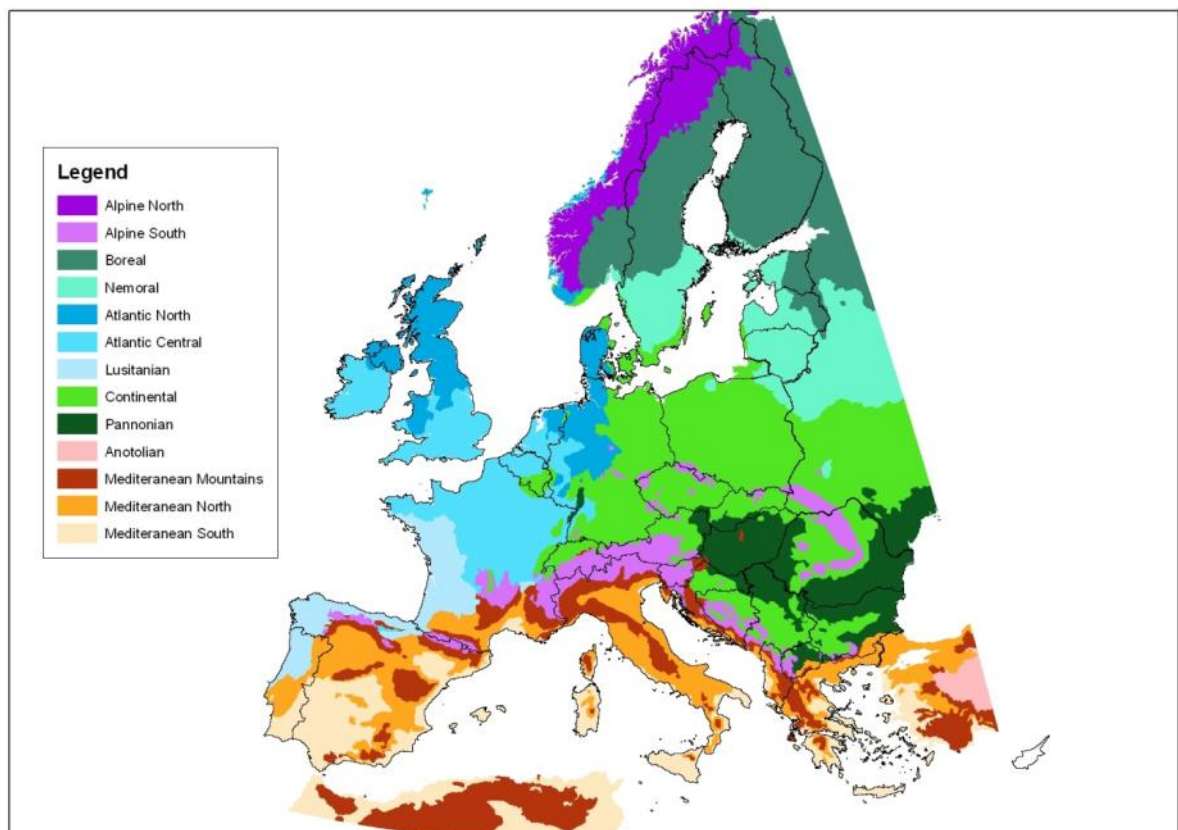 Legend
Alpine North
Alpine South
Boreal
Nemoral
Atlantic North
Atlantic Central
Lusitanian
Continental
Pannonian
Anotolian
Mediteranean Mountains
Mediteranean North
Mediteranean South